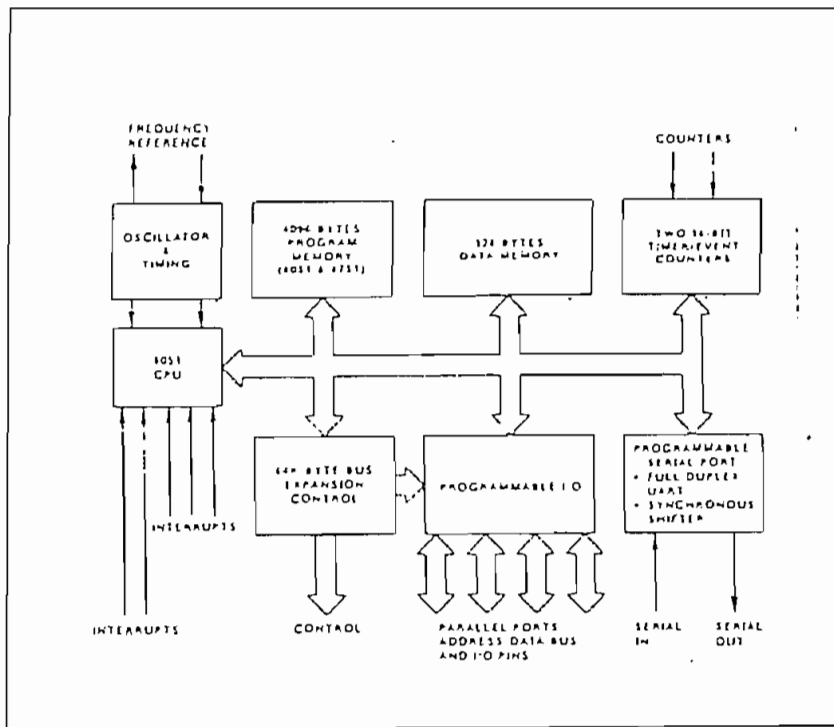 FREQUENCY
REFERENCE
COUNTERS
OSCILLATOR
&
TIMING
4096 BYTES
PROGRAM
MEMORY
(8051 & 8751)
128 BYTES
DATA MEMORY
TWO 16-BIT
TIMER/EVENT
COUNTERS
8051
CPU
64K BYTE BUS
EXPANSION
CONTROL
PROGRAMMABLE I/O
PROGRAMMABLE
SERIAL PORT
• FULL DUPLEX
UART
• SYNCHRONOUS
SHIFTER
INTERRUPTS
INTERRUPTS
CONTROL
PARALLEL PORTS
ADDRESS DATA BUS
AND I/O PINS
SERIAL
IN
SERIAL
OUT